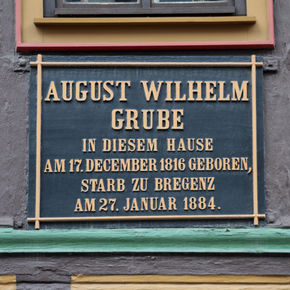 AUGUST WILHELM
GRUBE
IN DIESEM HAUSE
AM 17. DECEMBER 1816 GEBOREN,
STARB ZU BREGENZ
AM 27. JANUAR 1884.